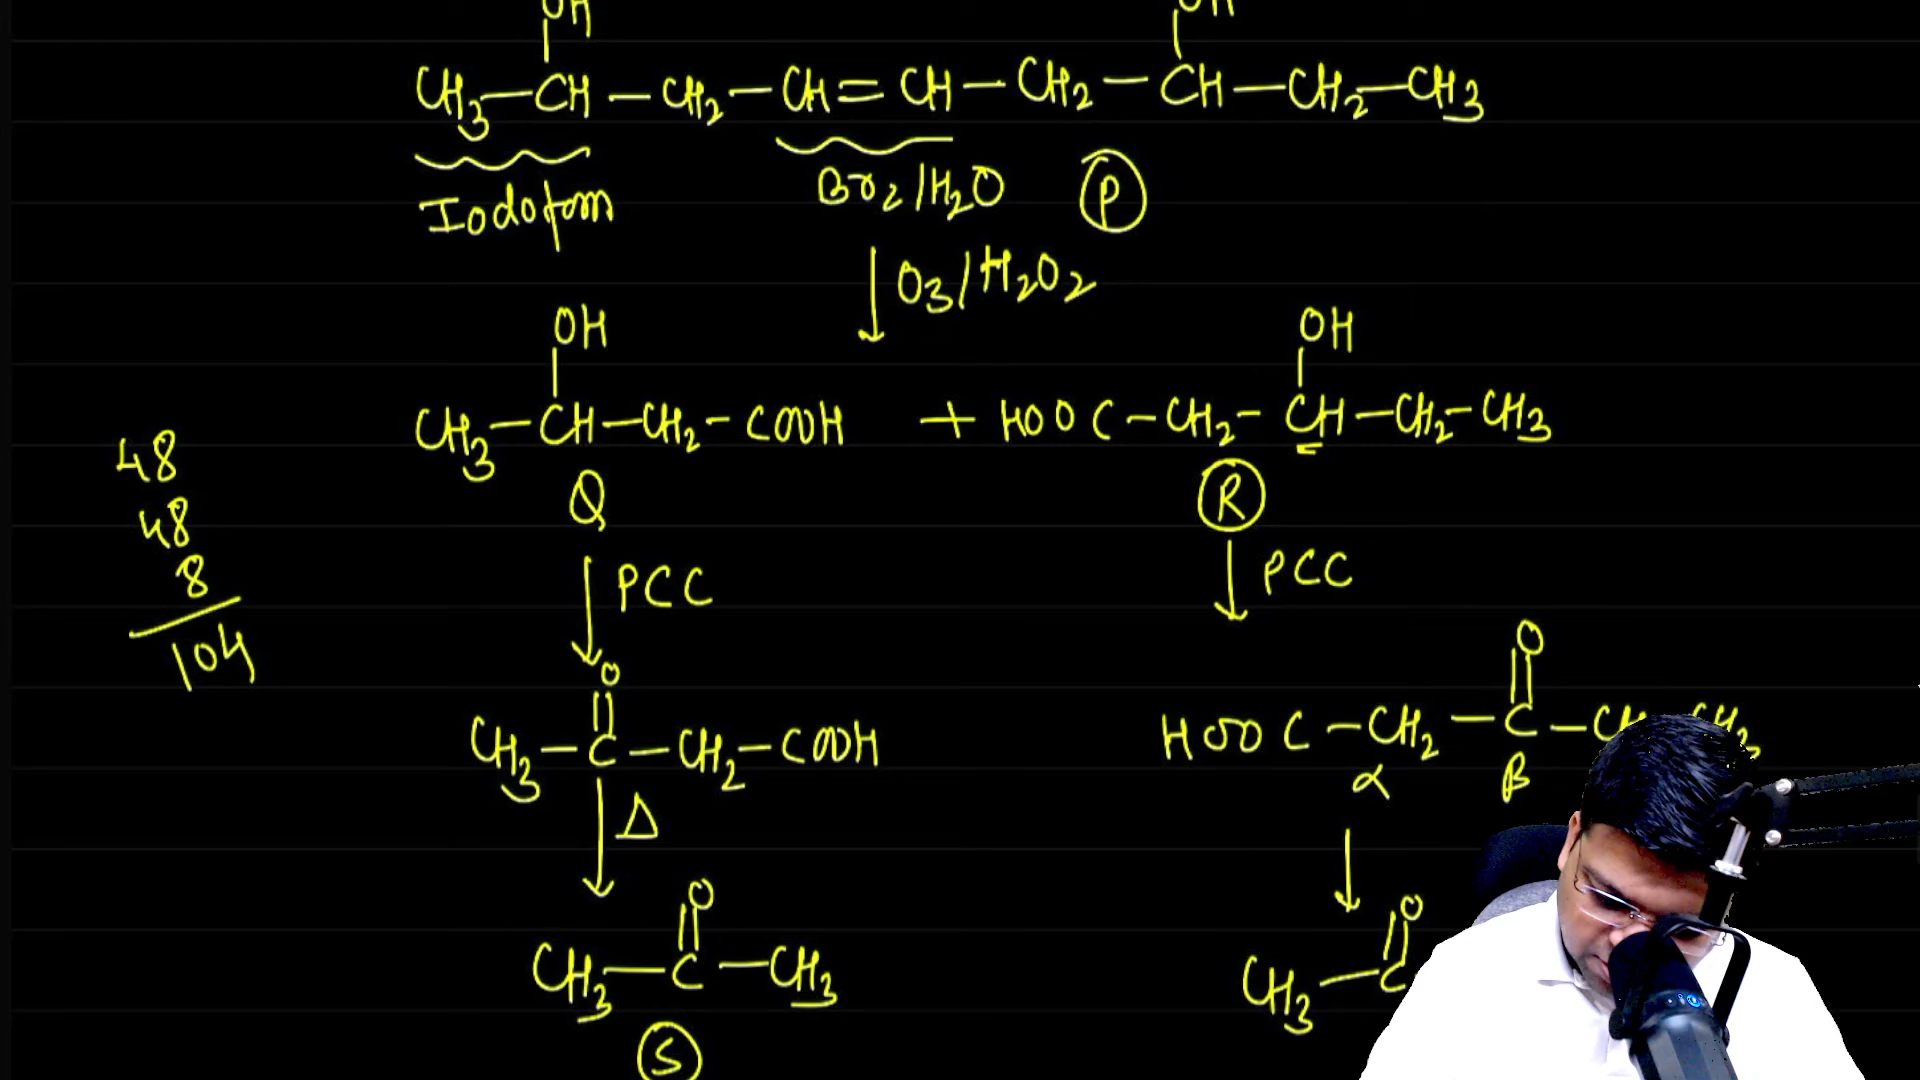 OH OH
CH3—CH—CH2—CH=CH—CH2—CH—CH2—CH3
Iodoform Br2/H2O P
O3/H2O2
OH OH
CH3—CH—CH2—COOH + HOOC—CH2—CH—CH2—CH3
48
48
8
104
Q R
PCC PCC
O O
CH3—C—CH2—COOH HOOC—CH2—C—CH2—CH3
α β
Δ
O O
CH3—C—CH3 CH3—C
S